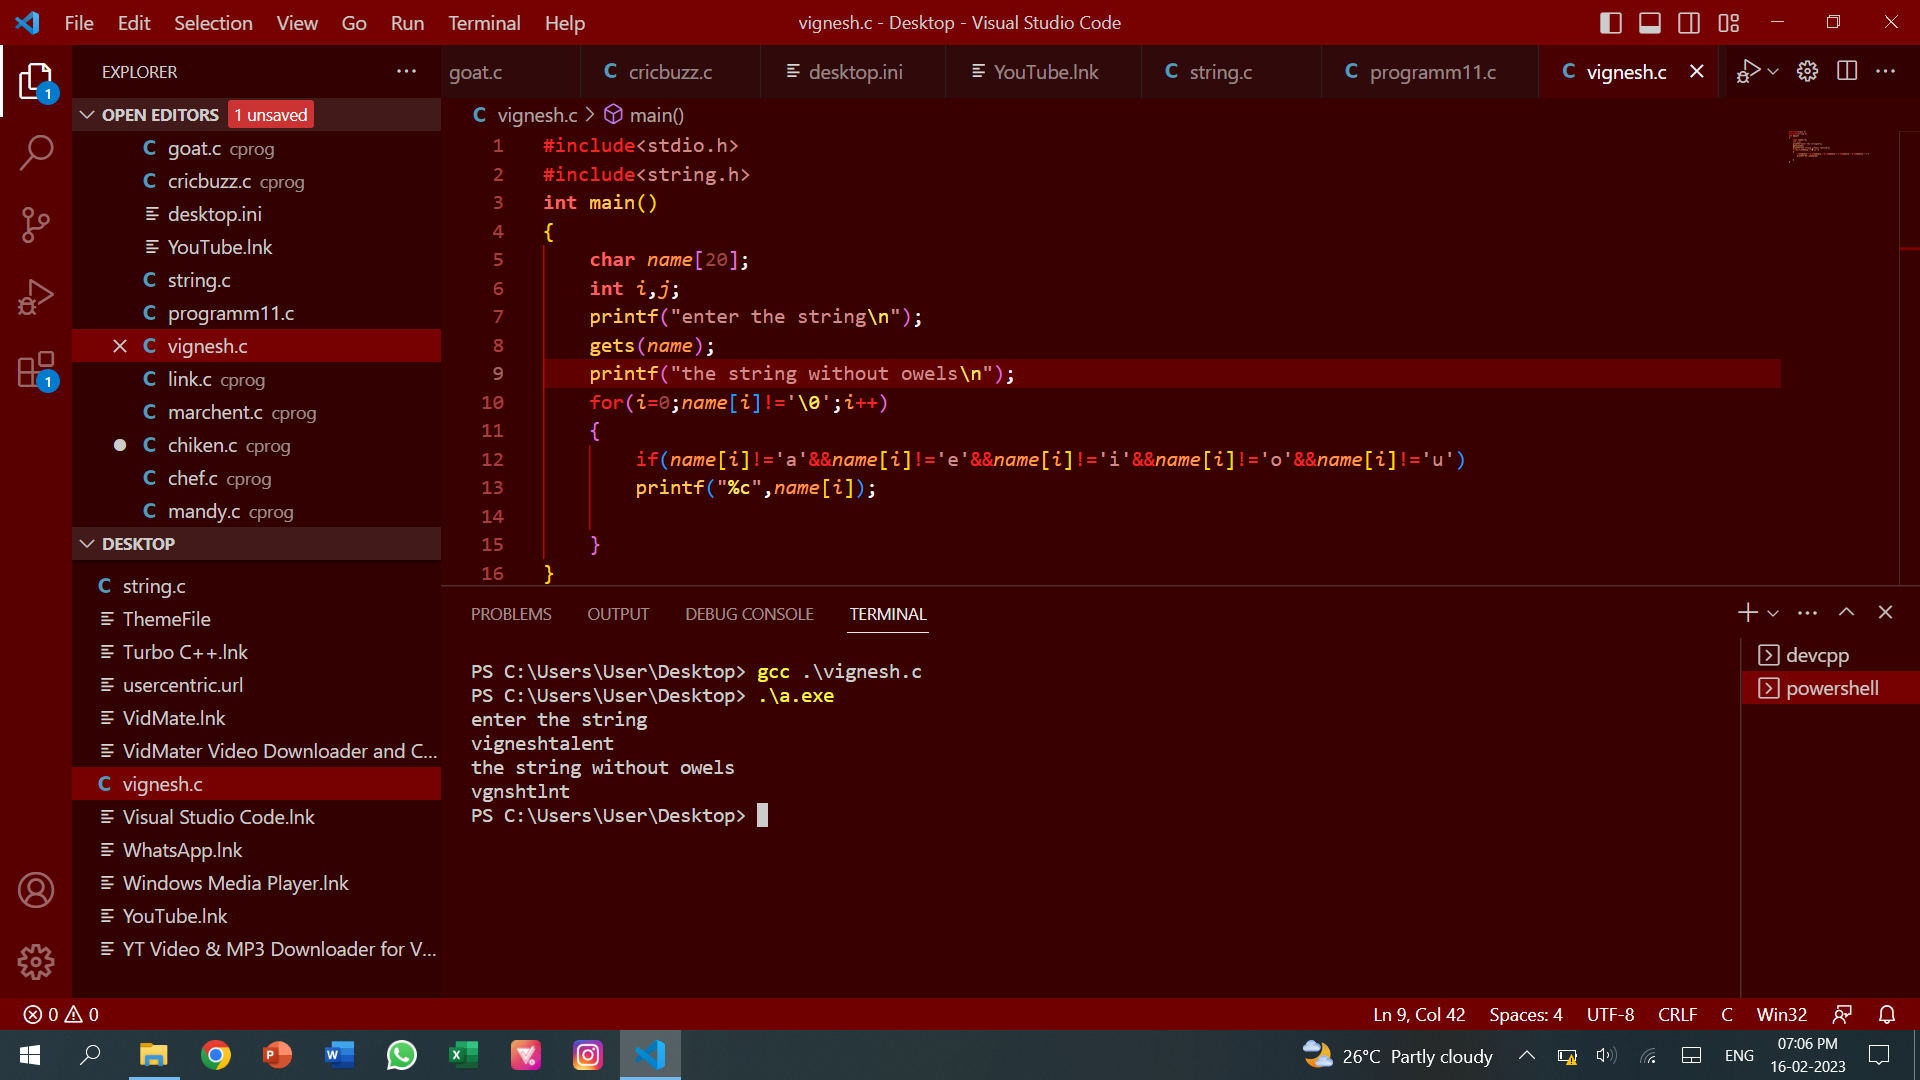 File Edit Selection View Go Run Terminal Help
vignesh.c - Desktop - Visual Studio Code
EXPLORER
OPEN EDITORS 1 unsaved
C goat.c cprog
C cricbuzz.c cprog
desktop.ini
YouTube.lnk
C string.c
C programm11.c
C vignesh.c
C link.c cprog
C marchent.c cprog
C chiken.c cprog
C chef.c cprog
C mandy.c cprog
DESKTOP
C string.c
ThemeFile
Turbo C++.lnk
usercentric.url
VidMate.lnk
VidMater Video Downloader and C...
C vignesh.c
Visual Studio Code.lnk
WhatsApp.lnk
Windows Media Player.lnk
YouTube.lnk
YT Video & MP3 Downloader for V...
1
1
goat.c C cricbuzz.c desktop.ini YouTube.lnk C string.c C programm11.c C vignesh.c
C vignesh.c > main()
1 #include<stdio.h>
2 #include<string.h>
3 int main()
4 {
5 char name[20];
6 int i,j;
7 printf("enter the string\n");
8 gets(name);
9 printf("the string without owels\n");
10 for(i=0;name[i]!='\0';i++)
11 {
12 if(name[i]!='a'&&name[i]!='e'&&name[i]!='i'&&name[i]!='o'&&name[i]!='u')
13 printf("%c",name[i]);
14
15 }
16 }
PROBLEMS OUTPUT DEBUG CONSOLE TERMINAL
PS C:\Users\User\Desktop> gcc .\vignesh.c
PS C:\Users\User\Desktop> .\a.exe
enter the string
vigneshtalent
the string without owels
vgnshtlnt
PS C:\Users\User\Desktop>
devcpp
powershell
0 0
Ln 9, Col 42 Spaces: 4 UTF-8 CRLF C Win32
26°C Partly cloudy
ENG
07:06 PM
16-02-2023